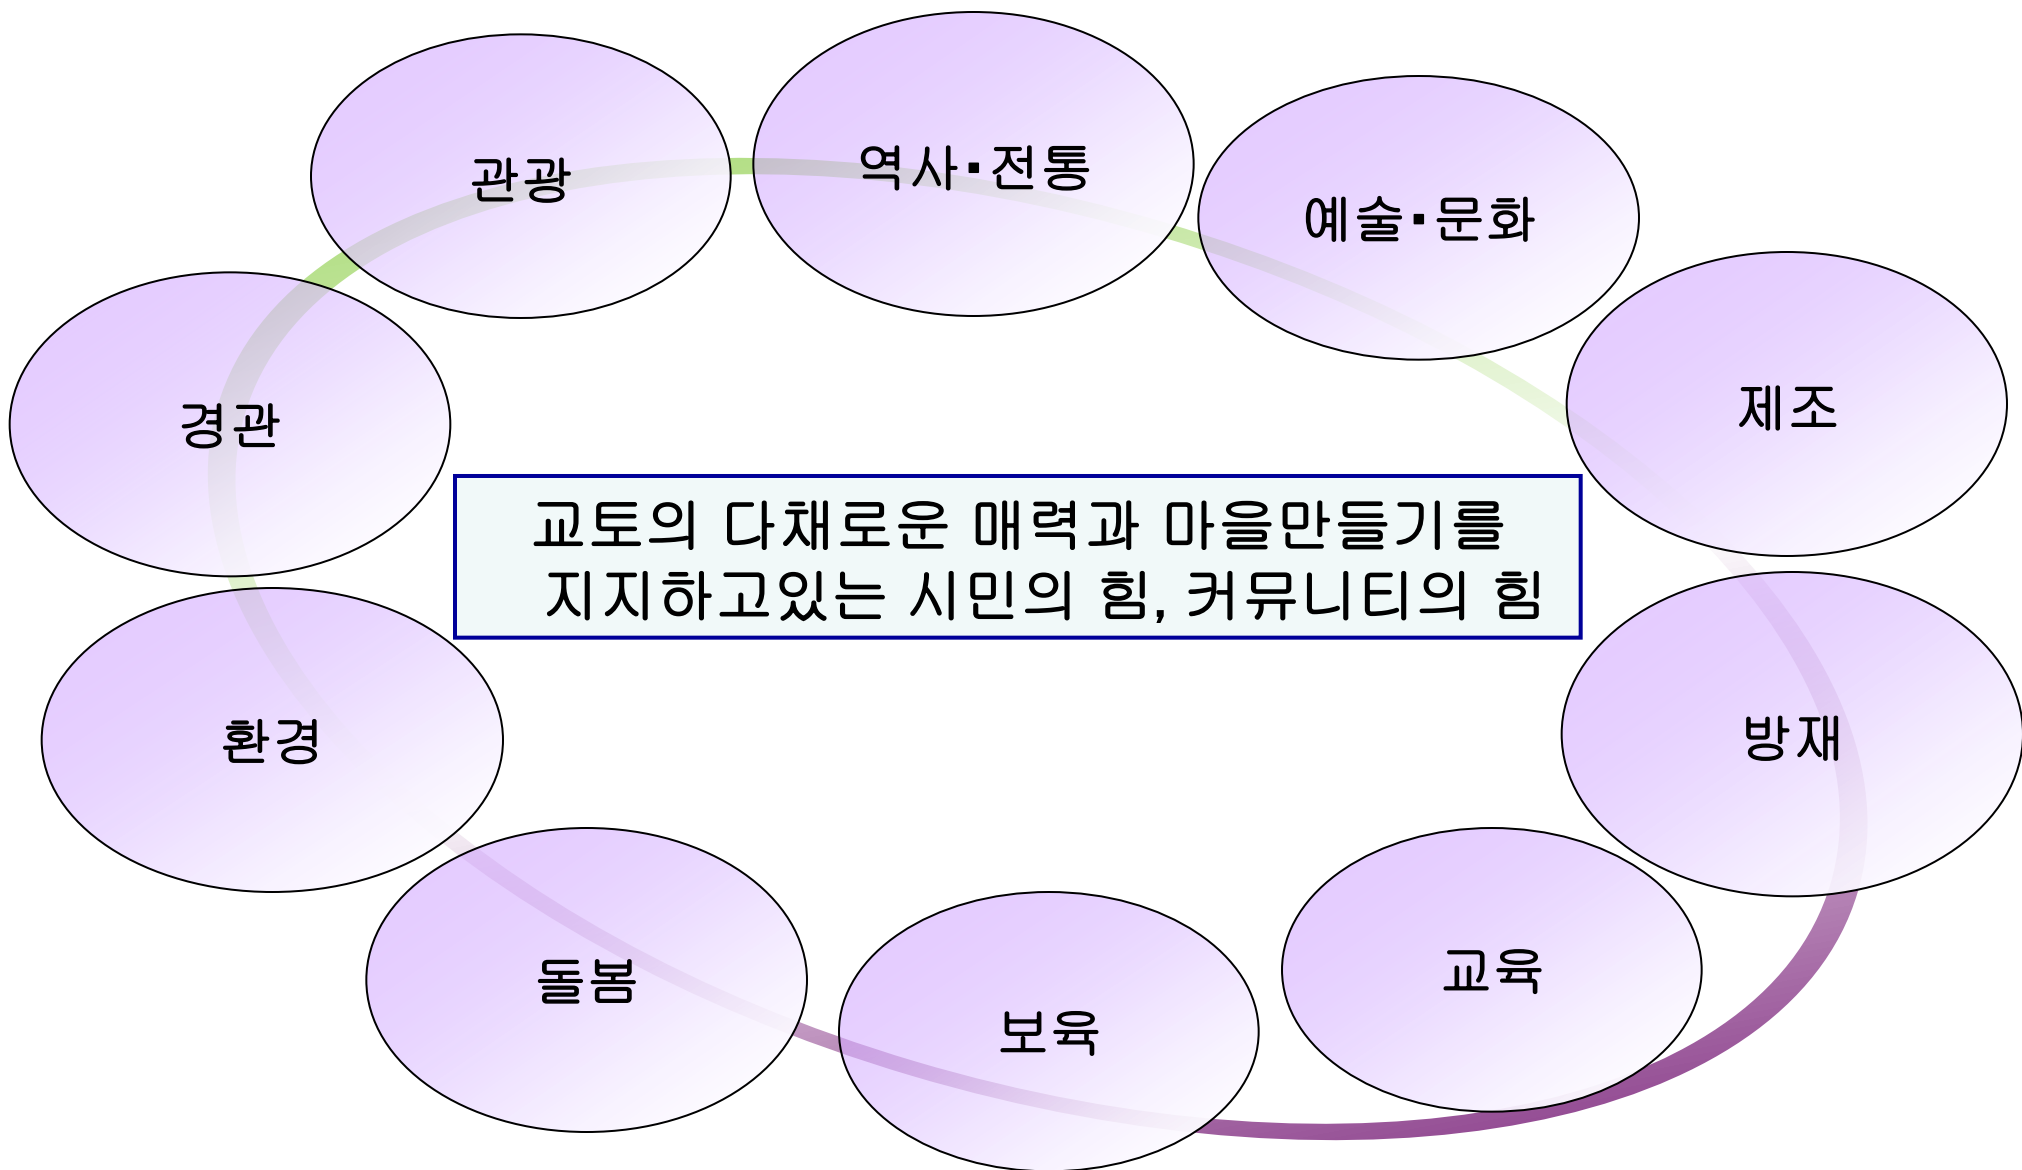 역사▪전통
관광
예술▪문화
제조
경관
교토의 다채로운 매력과 마을만들기를
지지하고있는 시민의 힘, 커뮤니티의 힘
방재
환경
교육
돌봄
보육